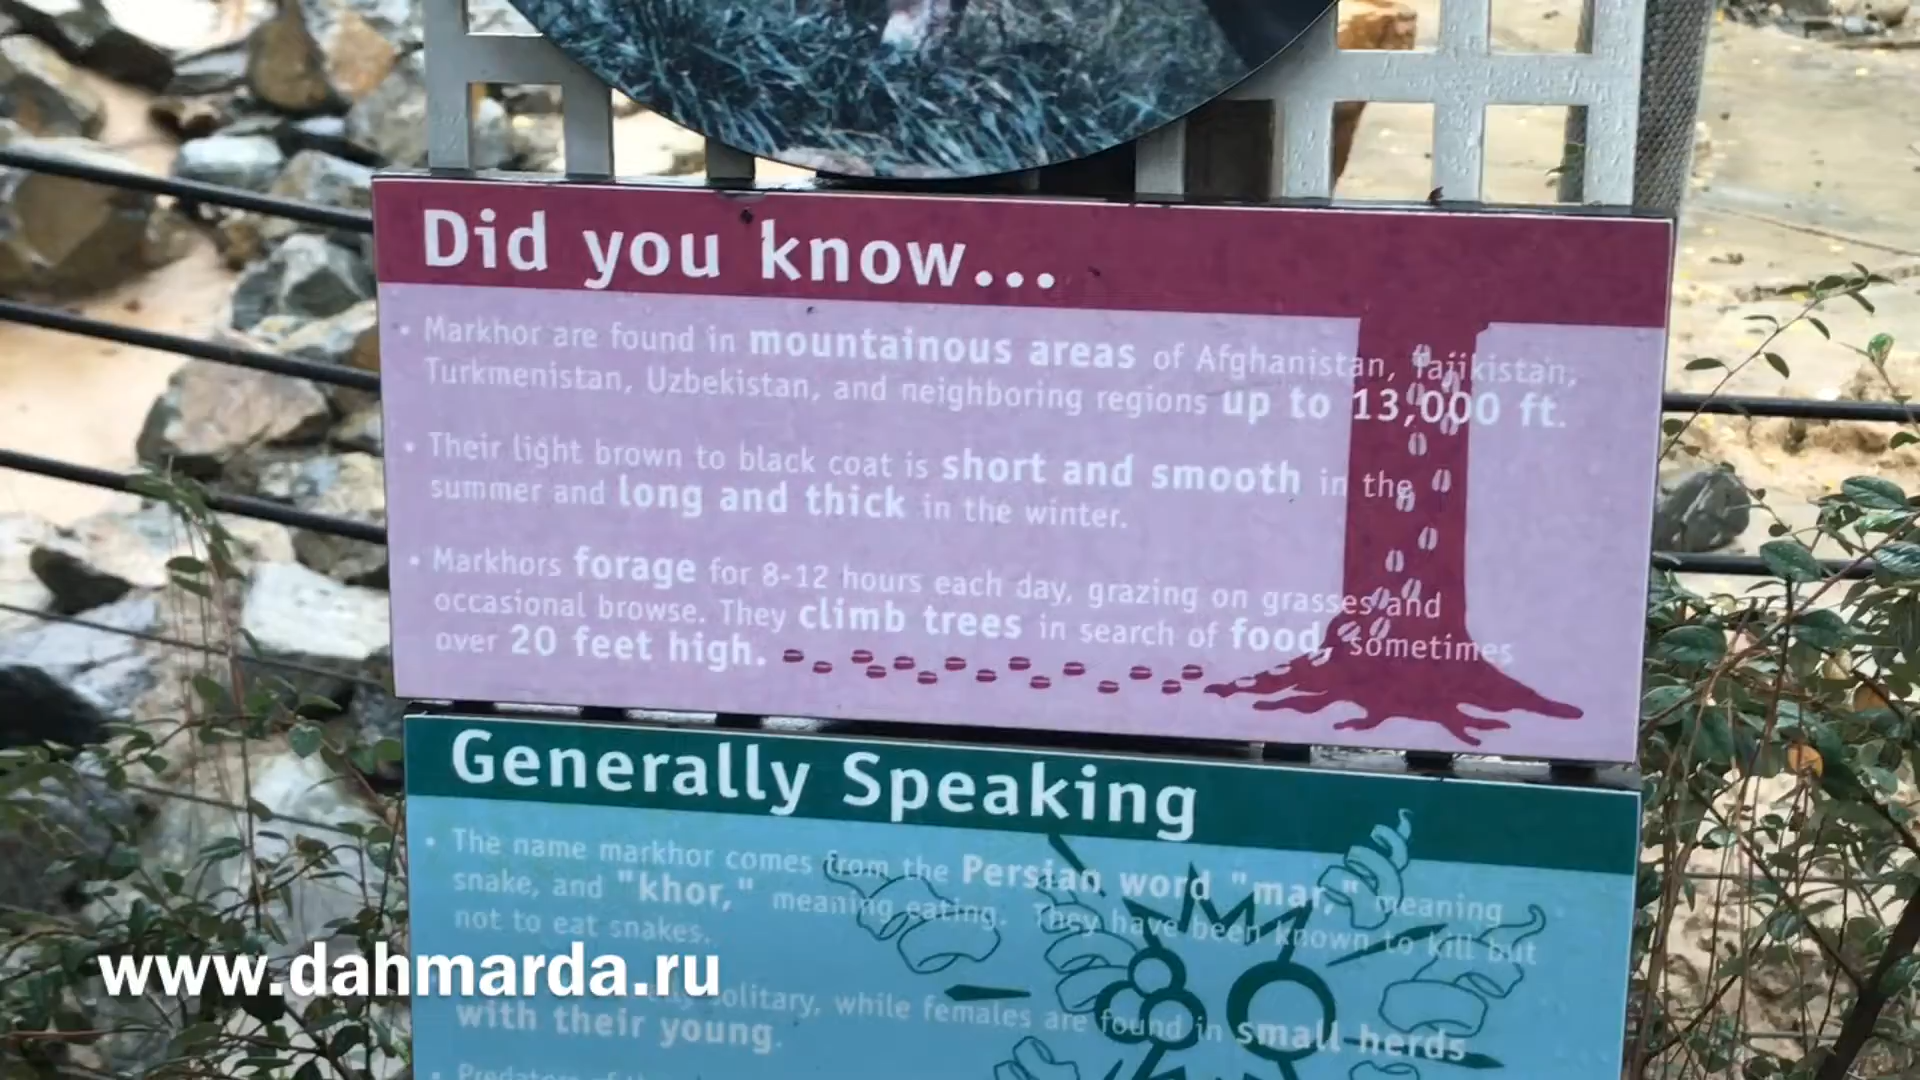 Did you know...
• Markhor are found in mountainous areas of Afghanistan, Tajikistan,
Turkmenistan, Uzbekistan, and neighboring regions up to 13,000 ft.
• Their light brown to black coat is short and smooth in the
summer and long and thick in the winter.
• Markhors forage for 8-12 hours each day, grazing on grasses and
occasional browse. They climb trees in search of food, sometimes
over 20 feet high.
Generally Speaking
• The name markhor comes from the Persian word "mar," meaning
snake, and "khor," meaning eating. They have been known to kill but
not to eat snakes.
www.dahmarda.ru
solitary, while females are found in small herds
with their young.